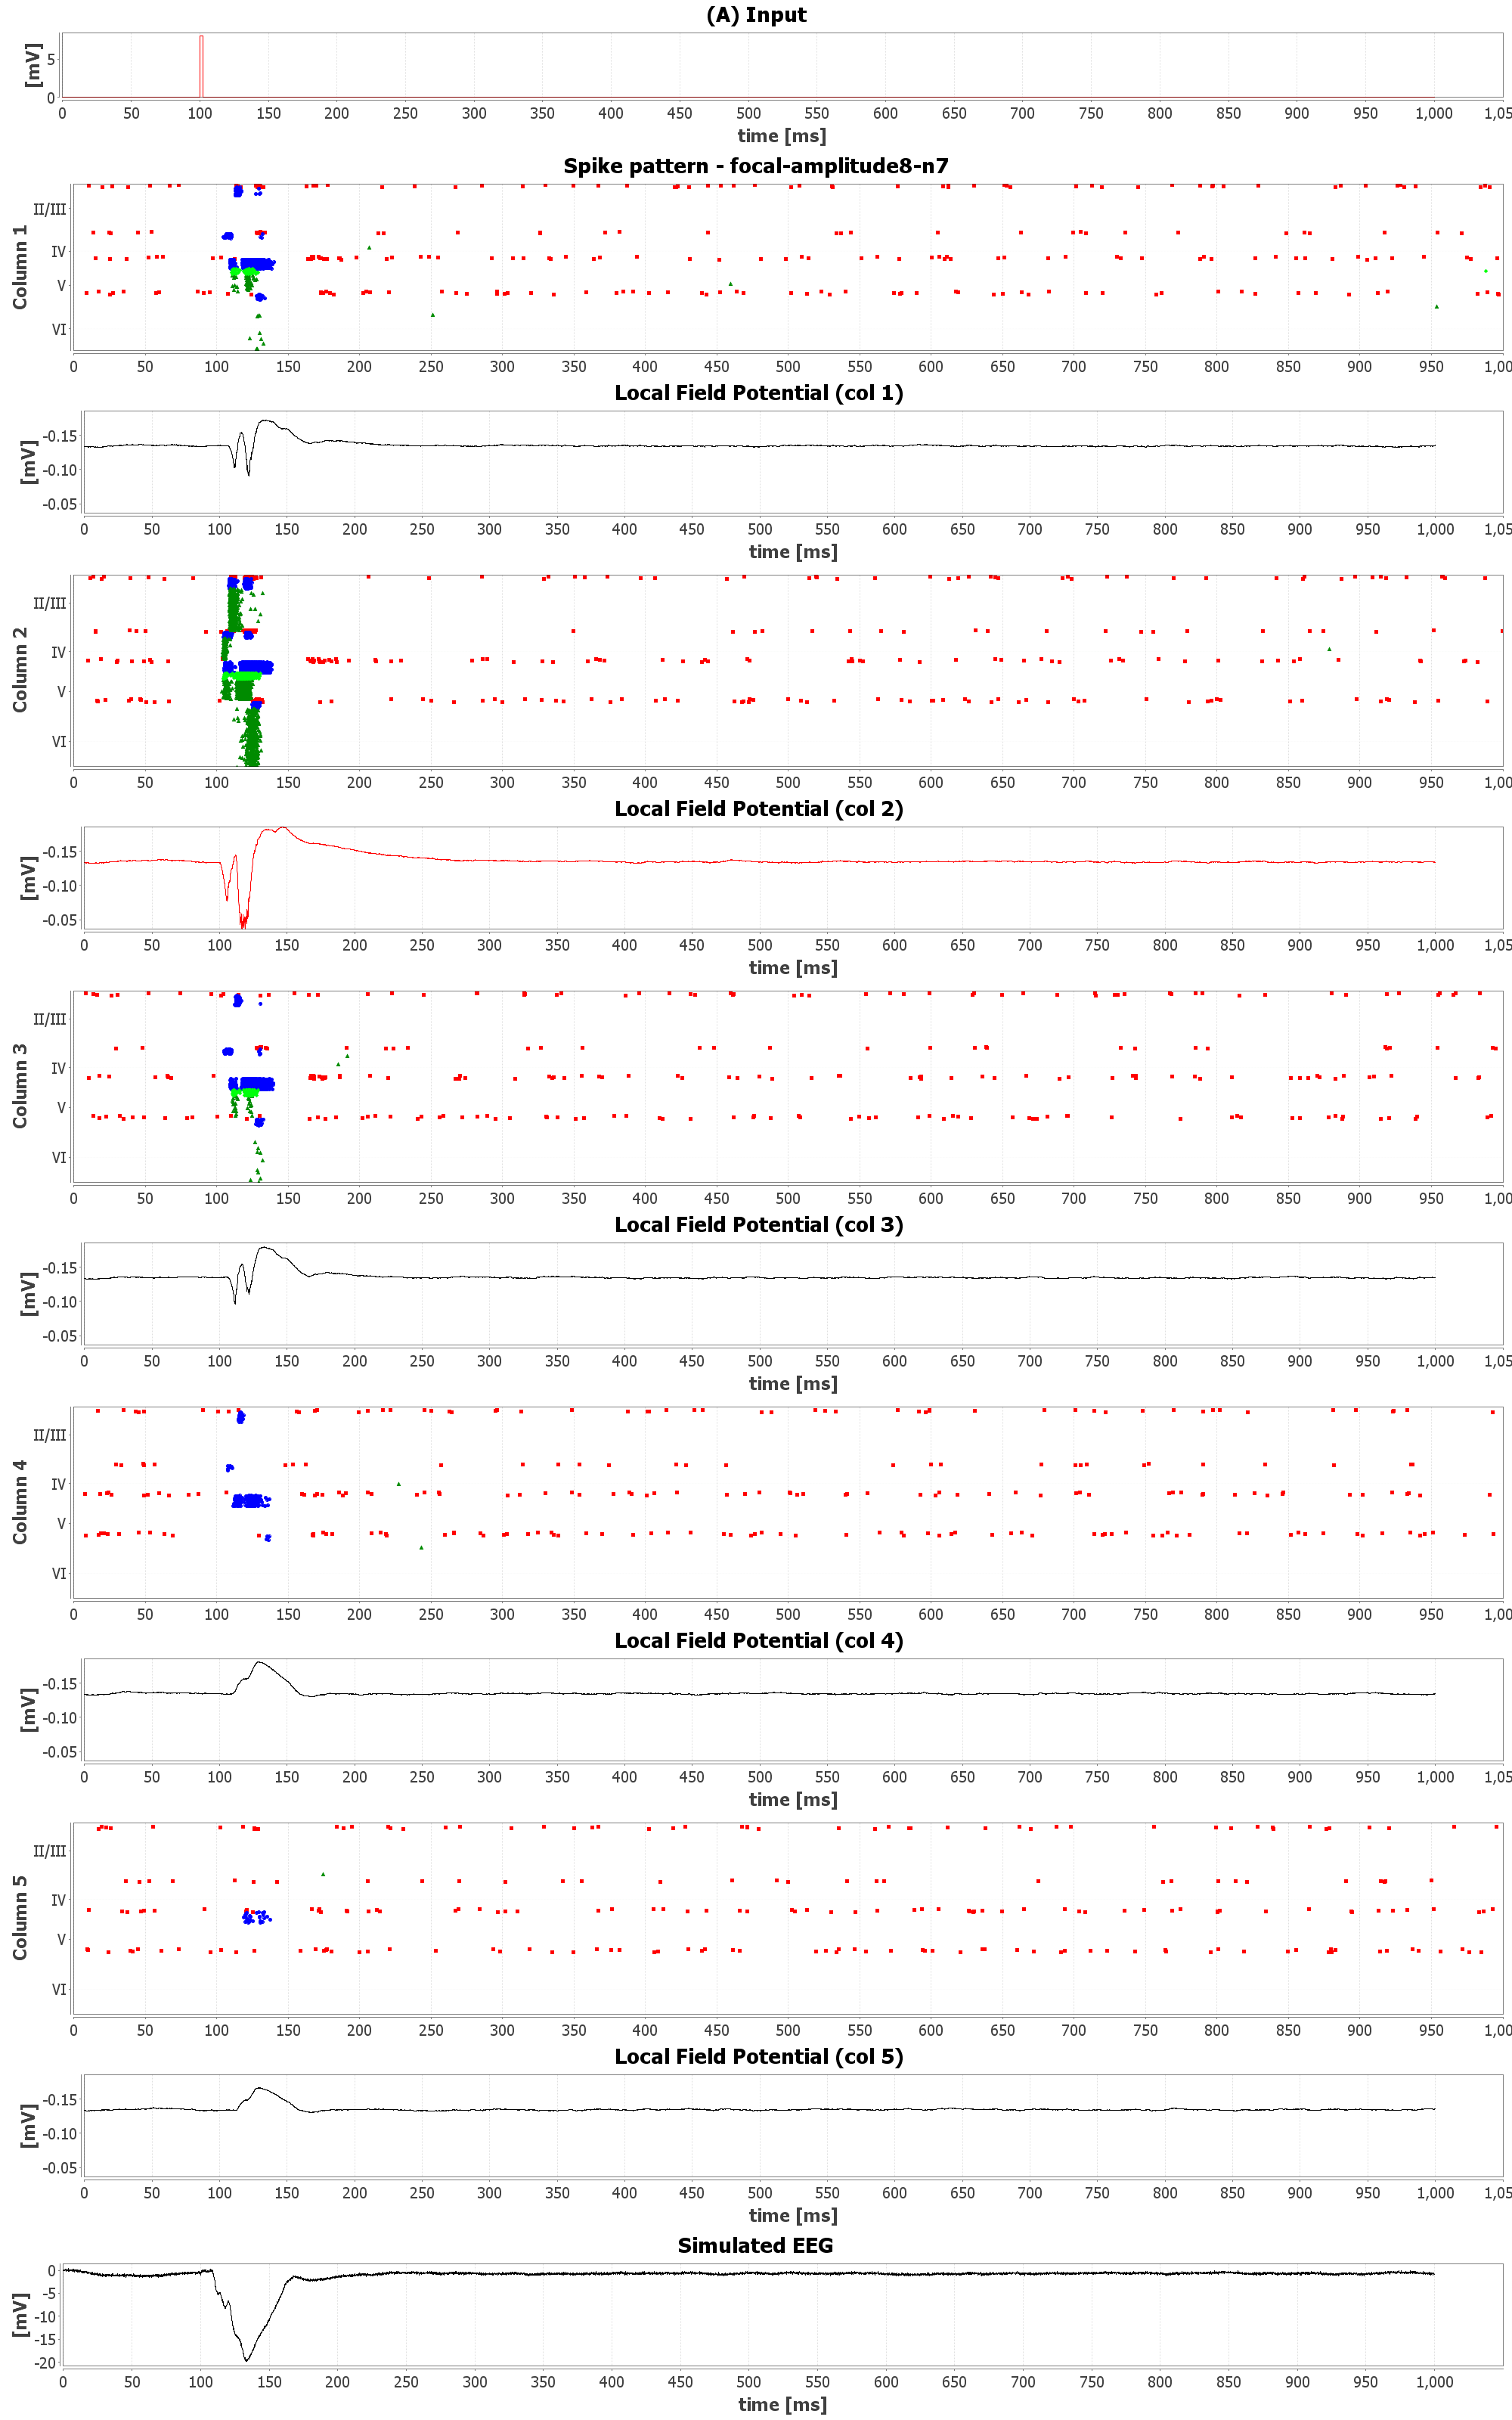 (A) Input
[mV]
5
0
0 50 100 150 200 250 300 350 400 450 500 550 600 650 700 750 800 850 900 950 1,000 1,05
time [ms]
Spike pattern - focal-amplitude8-n7
Column 1
II/III
IV
V
VI
0 50 100 150 200 250 300 350 400 450 500 550 600 650 700 750 800 850 900 950 1,00
Local Field Potential (col 1)
[mV]
-0.15
-0.10
-0.05
0 50 100 150 200 250 300 350 400 450 500 550 600 650 700 750 800 850 900 950 1,000 1,05
time [ms]
Column 2
II/III
IV
V
VI
0 50 100 150 200 250 300 350 400 450 500 550 600 650 700 750 800 850 900 950 1,00
Local Field Potential (col 2)
[mV]
-0.15
-0.10
-0.05
0 50 100 150 200 250 300 350 400 450 500 550 600 650 700 750 800 850 900 950 1,000 1,05
time [ms]
Column 3
II/III
IV
V
VI
0 50 100 150 200 250 300 350 400 450 500 550 600 650 700 750 800 850 900 950 1,00
Local Field Potential (col 3)
[mV]
-0.15
-0.10
-0.05
0 50 100 150 200 250 300 350 400 450 500 550 600 650 700 750 800 850 900 950 1,000 1,05
time [ms]
Column 4
II/III
IV
V
VI
0 50 100 150 200 250 300 350 400 450 500 550 600 650 700 750 800 850 900 950 1,00
Local Field Potential (col 4)
[mV]
-0.15
-0.10
-0.05
0 50 100 150 200 250 300 350 400 450 500 550 600 650 700 750 800 850 900 950 1,000 1,05
time [ms]
Column 5
II/III
IV
V
VI
0 50 100 150 200 250 300 350 400 450 500 550 600 650 700 750 800 850 900 950 1,00
Local Field Potential (col 5)
[mV]
-0.15
-0.10
-0.05
0 50 100 150 200 250 300 350 400 450 500 550 600 650 700 750 800 850 900 950 1,000 1,05
time [ms]
Simulated EEG
[mV]
0
-5
-10
-15
-20
0 50 100 150 200 250 300 350 400 450 500 550 600 650 700 750 800 850 900 950 1,000 1,05
time [ms]